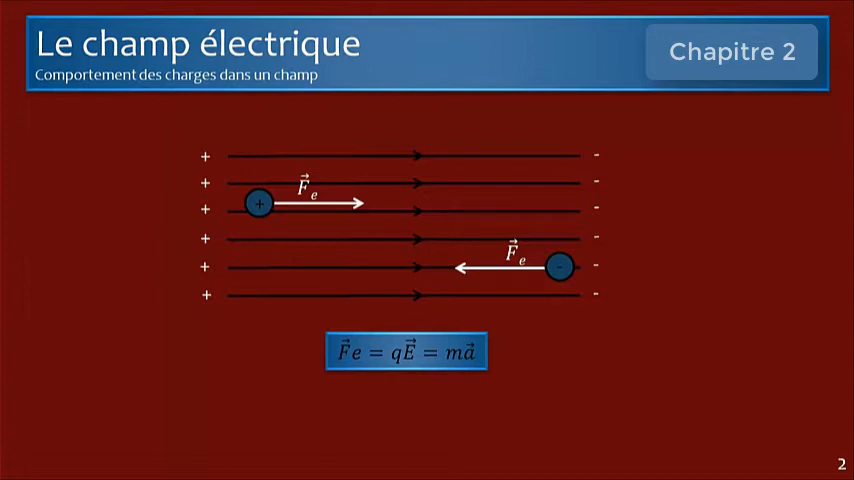 Le champ électrique
Chapitre 2
Comportement des charges dans un champ
+ -
+ -
F⃗e
+
+ -
+ -
F⃗e
+ - -
+ -
F⃗e = qE⃗ = ma⃗
2